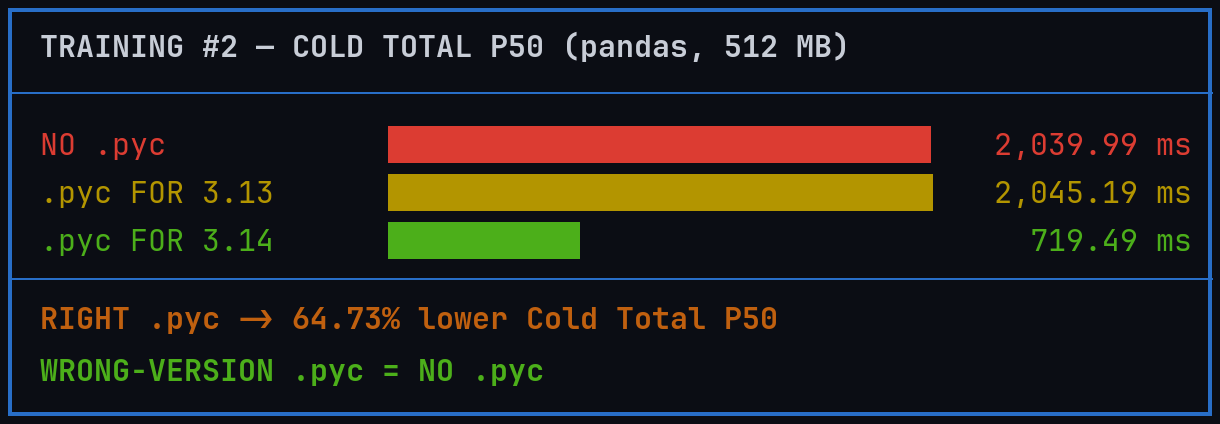 TRAINING #2 — COLD TOTAL P50 (pandas, 512 MB)
NO .pyc 2,039.99 ms
.pyc FOR 3.13 2,045.19 ms
.pyc FOR 3.14 719.49 ms
RIGHT .pyc —> 64.73% lower Cold Total P50
WRONG-VERSION .pyc = NO .pyc